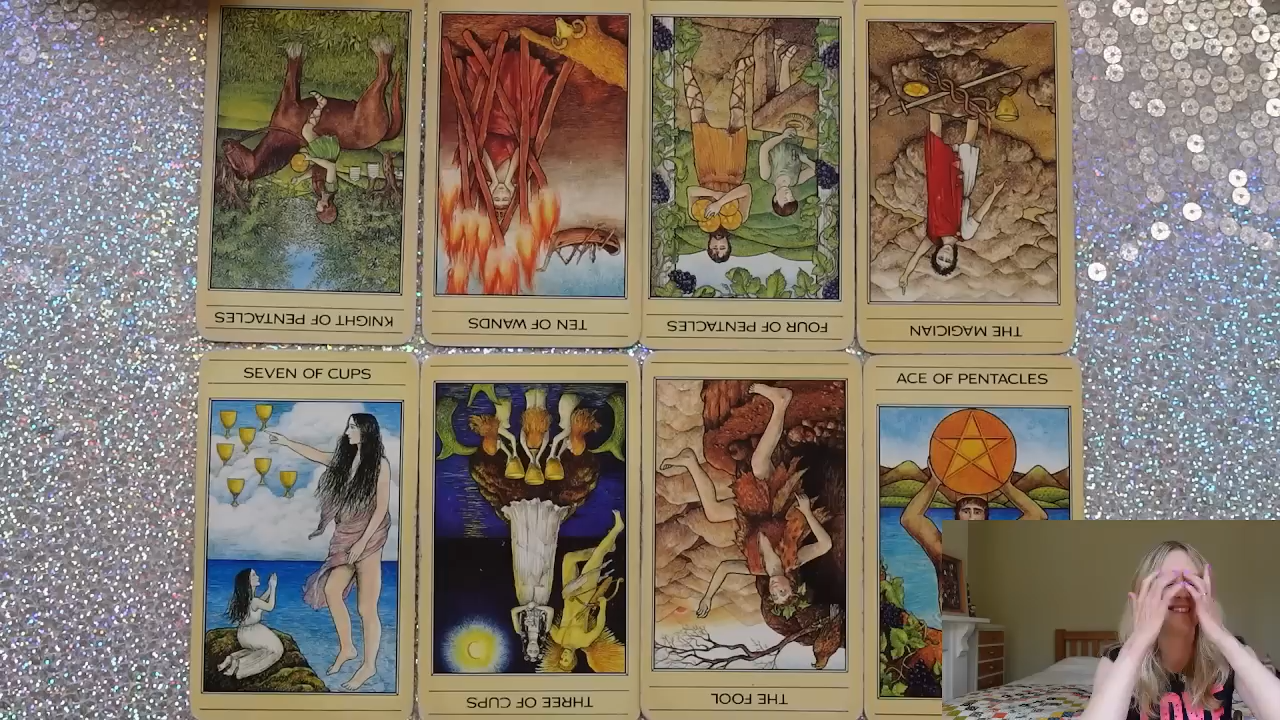 KNIGHT OF PENTACLES
TEN OF WANDS
FOUR OF PENTACLES
THE MAGICIAN
SEVEN OF CUPS
ACE OF PENTACLES
THREE OF CUPS
THE FOOL
LOVE